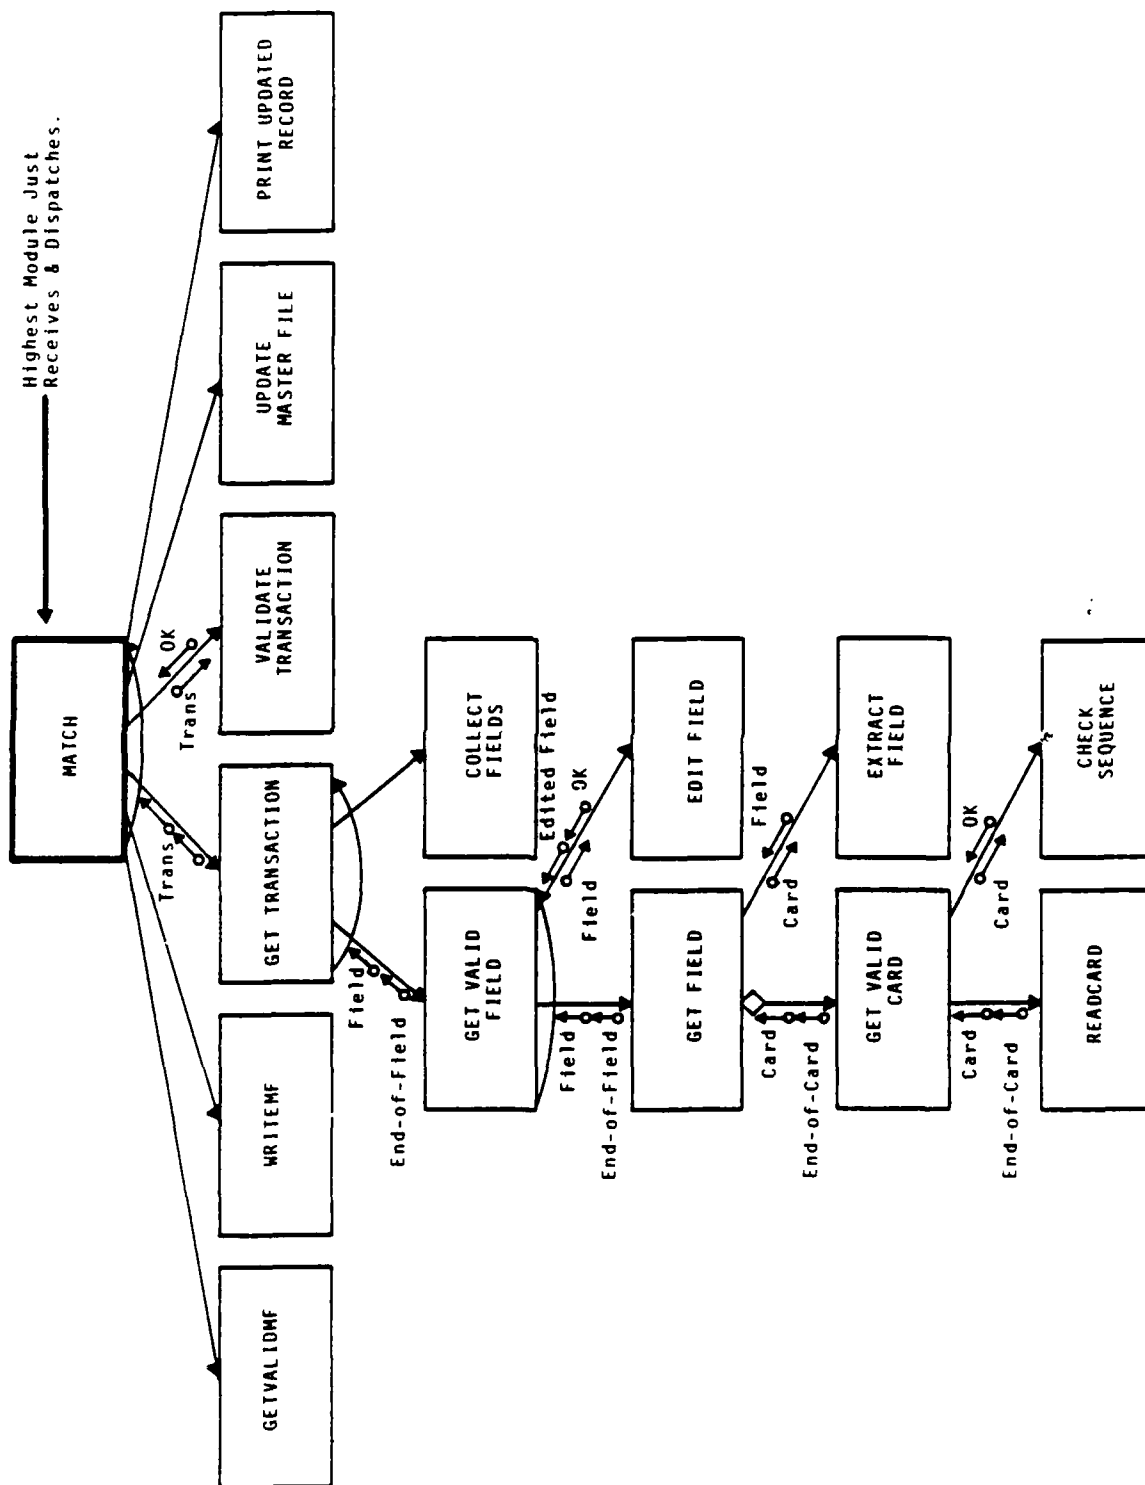 Highest Module Just
Receives & Dispatches.
MATCH
Trans
Trans
OK
GETVALIDMF
WRITEMF
GET TRANSACTION
VALIDATE
TRANSACTION
UPDATE
MASTER FILE
PRINT UPDATED
RECORD
Field
End-of-Field
GET VALID
FIELD
COLLECT
FIELDS
Edited Field
OK
Field
Field
End-of-Field
GET FIELD
EDIT FIELD
Field
Card
Card
End-of-Card
GET VALID
CARD
EXTRACT
FIELD
OK
Card
Card
End-of-Card
READCARD
CHECK
SEQUENCE